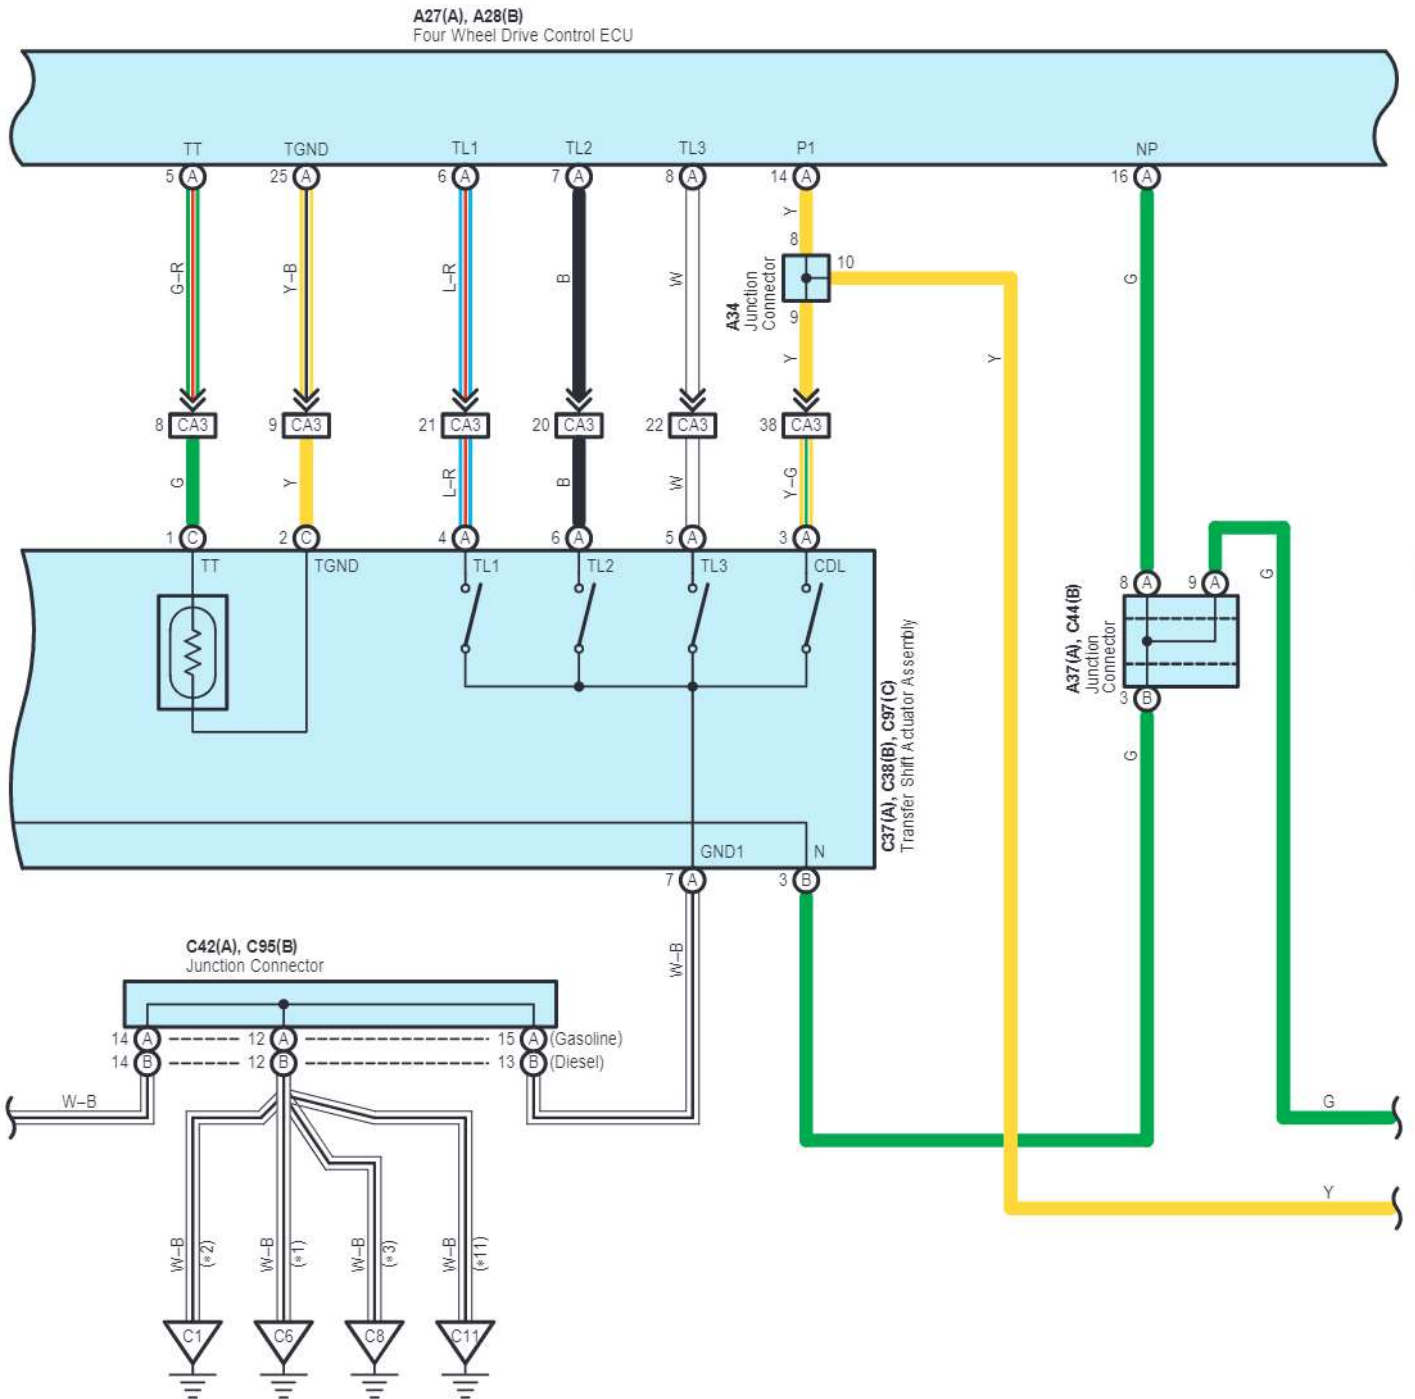 A27(A), A28(B)
Four Wheel Drive Control ECU
TT TGND TL1 TL2 TL3 P1 NP
5 A 25 A 6 A 7 A 8 A 14 A 16 A
G–R Y–B L–R B W Y G
8
10
A34
Junction
Connector
9
Y Y
8 CA3 9 CA3 21 CA3 20 CA3 22 CA3 38 CA3
G Y L–R B W Y–G
1 C 2 C 4 A 6 A 5 A 3 A
TT TGND TL1 TL2 TL3 CDL
8 A 9 A G
A37(A), C44(B)
Junction
Connector
3 B
G
C37(A), C38(B), C97(C)
Transfer Shift Actuator Assembly
GND1 N
7 A 3 B
W–B
C42(A), C95(B)
Junction Connector
14 A 12 A 15 A (Gasoline)
14 B 12 B 13 B (Diesel)
W–B
G
Y
W–B (*2) W–B (*1) W–B (*3) W–B (*11)
C1 C6 C8 C11